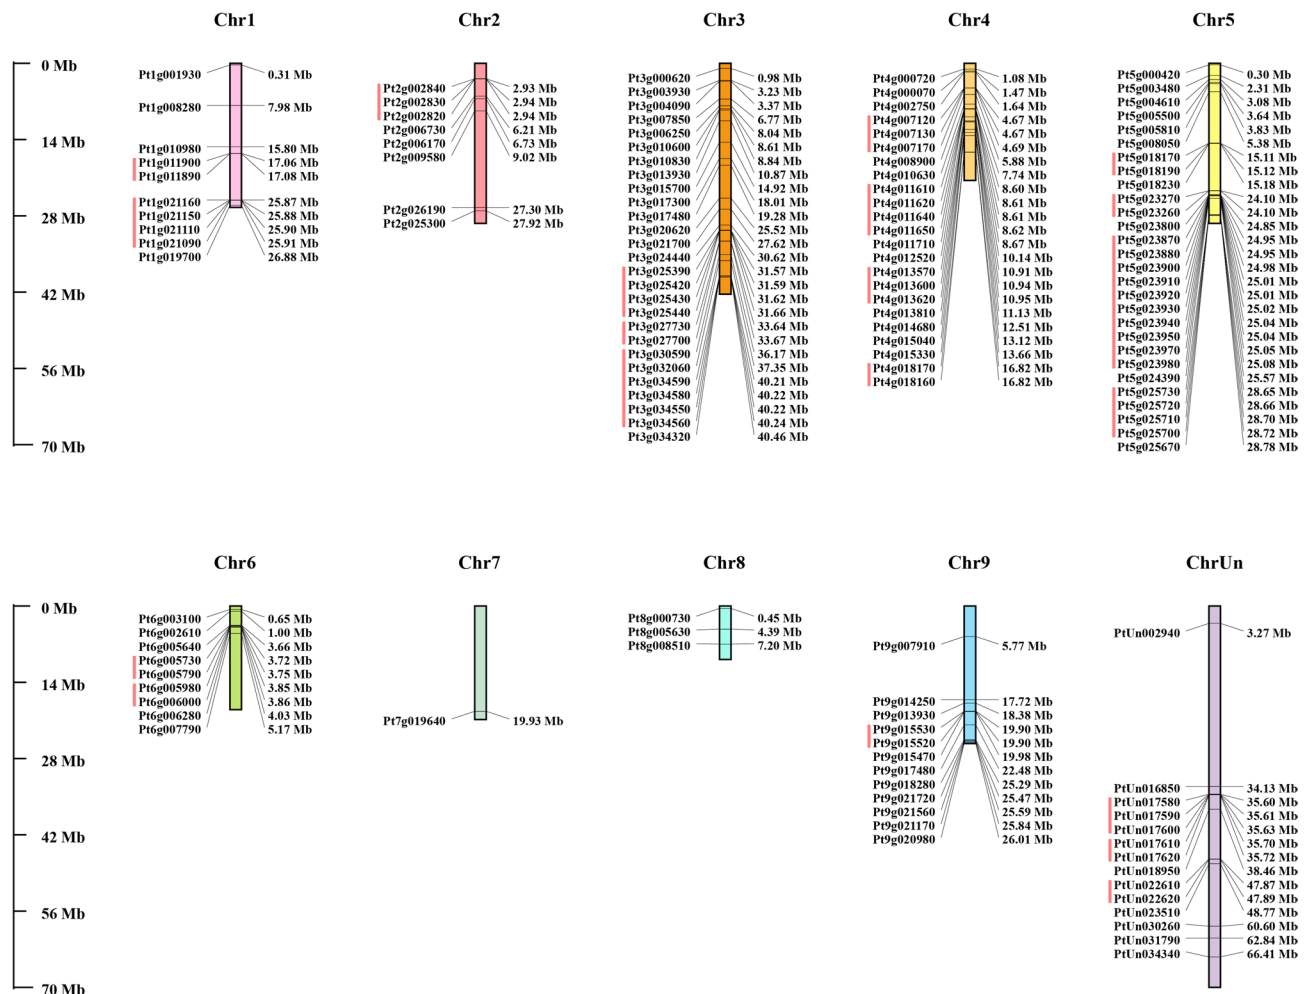 Chr1
Chr2
Chr3
Chr4
Chr5
0 Mb
14 Mb
28 Mb
42 Mb
56 Mb
70 Mb
Pt1g001930 0.31 Mb
Pt1g008280 7.98 Mb
Pt1g010980 15.80 Mb
Pt1g011900 17.06 Mb
Pt1g011890 17.08 Mb
Pt1g021160 25.87 Mb
Pt1g021150 25.88 Mb
Pt1g021110 25.90 Mb
Pt1g021090 25.91 Mb
Pt1g019700 26.88 Mb
Pt2g002840 2.93 Mb
Pt2g002830 2.94 Mb
Pt2g002820 2.94 Mb
Pt2g006730 6.21 Mb
Pt2g006170 6.73 Mb
Pt2g009580 9.02 Mb
Pt2g026190 27.30 Mb
Pt2g025300 27.92 Mb
Pt3g000620 0.98 Mb
Pt3g003930 3.23 Mb
Pt3g004090 3.37 Mb
Pt3g007850 6.77 Mb
Pt3g006250 8.04 Mb
Pt3g010600 8.61 Mb
Pt3g010830 8.84 Mb
Pt3g013930 10.87 Mb
Pt3g015700 14.92 Mb
Pt3g017300 18.01 Mb
Pt3g017480 19.28 Mb
Pt3g020620 25.52 Mb
Pt3g021700 27.62 Mb
Pt3g024440 30.62 Mb
Pt3g025390 31.57 Mb
Pt3g025420 31.59 Mb
Pt3g025430 31.62 Mb
Pt3g025440 31.66 Mb
Pt3g027730 33.64 Mb
Pt3g027700 33.67 Mb
Pt3g030590 36.17 Mb
Pt3g032060 37.35 Mb
Pt3g034590 40.21 Mb
Pt3g034580 40.22 Mb
Pt3g034550 40.22 Mb
Pt3g034560 40.24 Mb
Pt3g034320 40.46 Mb
Pt4g000720 1.08 Mb
Pt4g000070 1.47 Mb
Pt4g002750 1.64 Mb
Pt4g007120 4.67 Mb
Pt4g007130 4.67 Mb
Pt4g007170 4.69 Mb
Pt4g008900 5.88 Mb
Pt4g010630 7.74 Mb
Pt4g011610 8.60 Mb
Pt4g011620 8.61 Mb
Pt4g011640 8.61 Mb
Pt4g011650 8.62 Mb
Pt4g011710 8.67 Mb
Pt4g012520 10.14 Mb
Pt4g013570 10.91 Mb
Pt4g013600 10.94 Mb
Pt4g013620 10.95 Mb
Pt4g013810 11.13 Mb
Pt4g014680 12.51 Mb
Pt4g015040 13.12 Mb
Pt4g015330 13.66 Mb
Pt4g018170 16.82 Mb
Pt4g018160 16.82 Mb
Pt5g000420 0.30 Mb
Pt5g003480 2.31 Mb
Pt5g004610 3.08 Mb
Pt5g005500 3.64 Mb
Pt5g005810 3.83 Mb
Pt5g008050 5.38 Mb
Pt5g018170 15.11 Mb
Pt5g018190 15.12 Mb
Pt5g018230 15.18 Mb
Pt5g023270 24.10 Mb
Pt5g023260 24.10 Mb
Pt5g023800 24.85 Mb
Pt5g023870 24.95 Mb
Pt5g023880 24.95 Mb
Pt5g023900 24.98 Mb
Pt5g023910 25.01 Mb
Pt5g023920 25.01 Mb
Pt5g023930 25.02 Mb
Pt5g023940 25.04 Mb
Pt5g023950 25.04 Mb
Pt5g023970 25.05 Mb
Pt5g023980 25.08 Mb
Pt5g024390 25.57 Mb
Pt5g025730 28.65 Mb
Pt5g025720 28.66 Mb
Pt5g025710 28.70 Mb
Pt5g025700 28.72 Mb
Pt5g025670 28.78 Mb
Chr6
Chr7
Chr8
Chr9
ChrUn
0 Mb
14 Mb
28 Mb
42 Mb
56 Mb
70 Mb
Pt6g003100 0.65 Mb
Pt6g002610 1.00 Mb
Pt6g005640 3.66 Mb
Pt6g005730 3.72 Mb
Pt6g005790 3.75 Mb
Pt6g005980 3.85 Mb
Pt6g006000 3.86 Mb
Pt6g006280 4.03 Mb
Pt6g007790 5.17 Mb
Pt7g019640 19.93 Mb
Pt8g000730 0.45 Mb
Pt8g005630 4.39 Mb
Pt8g008510 7.20 Mb
Pt9g007910 5.77 Mb
Pt9g014250 17.72 Mb
Pt9g013930 18.38 Mb
Pt9g015530 19.90 Mb
Pt9g015520 19.90 Mb
Pt9g015470 19.98 Mb
Pt9g017480 22.48 Mb
Pt9g018280 25.29 Mb
Pt9g021720 25.47 Mb
Pt9g021560 25.59 Mb
Pt9g021170 25.84 Mb
Pt9g020980 26.01 Mb
PtUn002940 3.27 Mb
PtUn016850 34.13 Mb
PtUn017580 35.60 Mb
PtUn017590 35.61 Mb
PtUn017600 35.63 Mb
PtUn017610 35.70 Mb
PtUn017620 35.72 Mb
PtUn018950 38.46 Mb
PtUn022610 47.87 Mb
PtUn022620 47.89 Mb
PtUn023510 48.77 Mb
PtUn030260 60.60 Mb
PtUn031790 62.84 Mb
PtUn034340 66.41 Mb